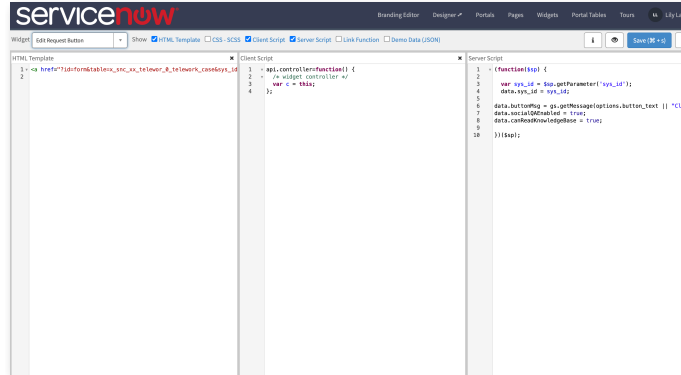 servicenow
Branding Editor Designer Portals Pages Widgets Portal Tables Tours LL Lily La
Widget Edit Request Button Show HTML Template CSS - SCSS Client Script Server Script Link Function Demo Data (JSON) i Save (⌘ + s)
HTML Template
1 <a href="?id=form&table=x_snc_xx_telewor_0_telework_case&sys_id
2
Client Script
1 api.controller=function() {
2 /* widget controller */
3 var c = this;
4 };
Server Script
1 (function($sp) {
2
3 var sys_id = $sp.getParameter('sys_id');
4 data.sys_id = sys_id;
5
6 data.buttonMsg = gs.getMessage(options.button_text || "Cl
7 data.socialQAEnabled = true;
8 data.canReadKnowledgeBase = true;
9
10 })($sp);